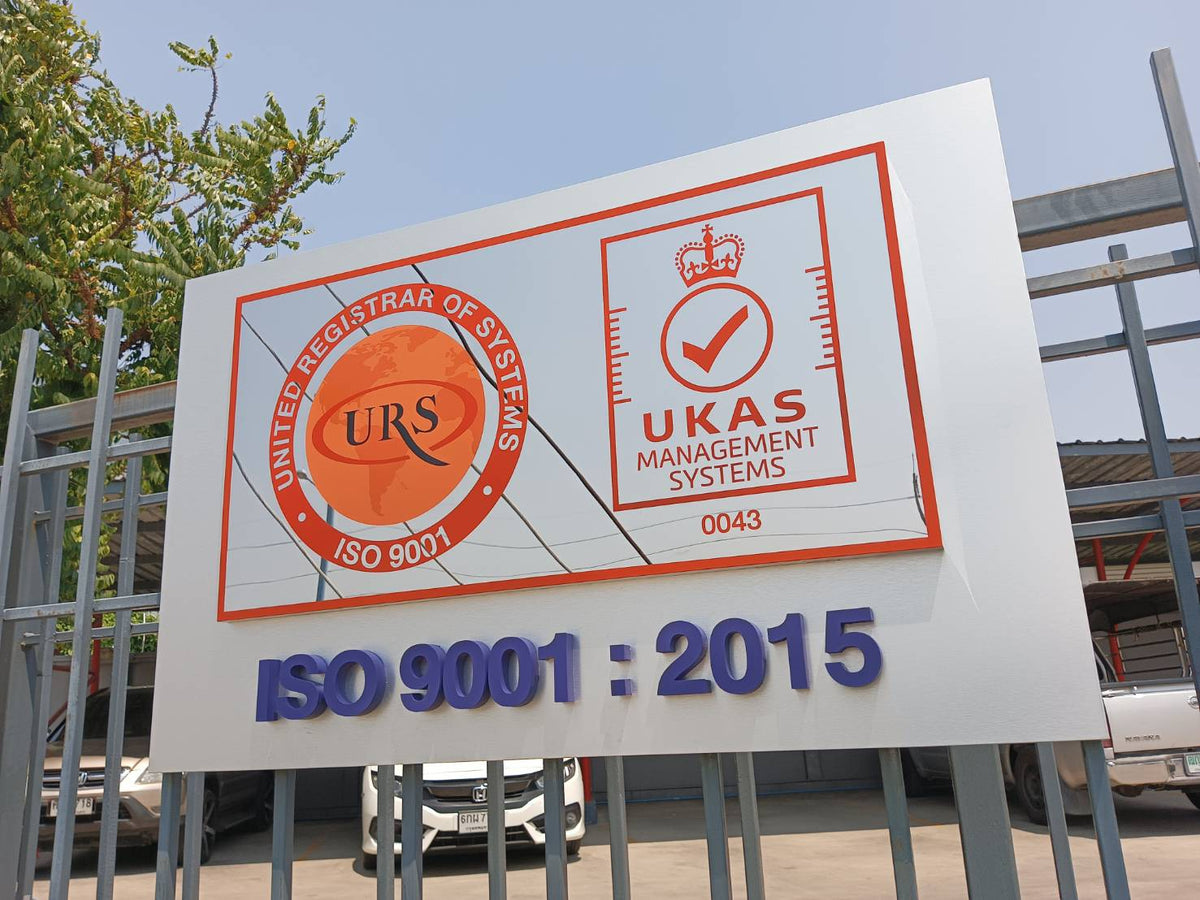 UNITED REGISTRAR OF SYSTEMS
URS
ISO 9001
UKAS
MANAGEMENT
SYSTEMS
0043
ISO 9001 : 2015